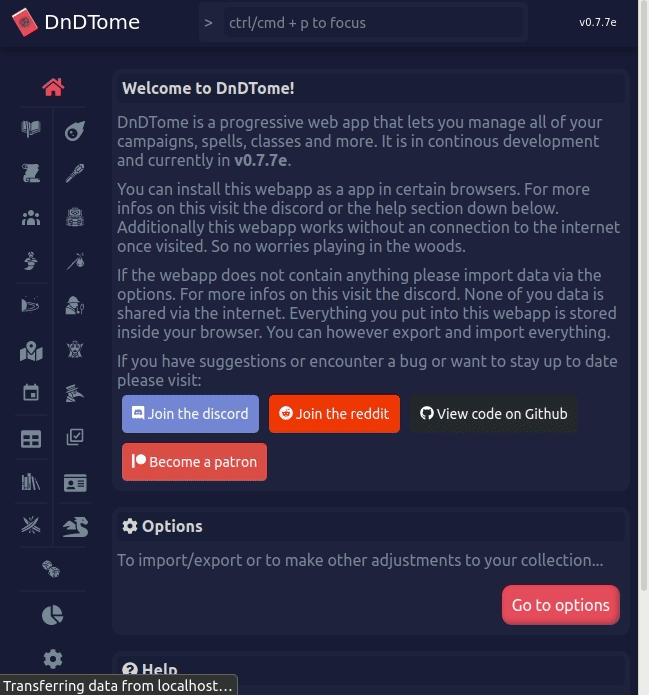 DnDTome
> ctrl/cmd + p to focus
v0.7.7e
Welcome to DnDTome!
DnDTome is a progressive web app that lets you manage all of your
campaigns, spells, classes and more. It is in continous development
and currently in v0.7.7e.
You can install this webapp as a app in certain browsers. For more
infos on this visit the discord or the help section down below.
Additionally this webapp works without an connection to the internet
once visited. So no worries playing in the woods.
If the webapp does not contain anything please import data via the
options. For more infos on this visit the discord. None of you data is
shared via the internet. Everything you put into this webapp is stored
inside your browser. You can however export and import everything.
If you have suggestions or encounter a bug or want to stay up to date
please visit:
Join the discord
Join the reddit
View code on Github
Become a patron
Options
To import/export or to make other adjustments to your collection...
Go to options
Help
Transferring data from localhost...